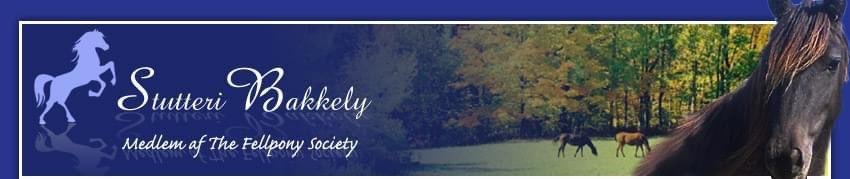 Stutteri Bakkely
Medlem af The Fellpony Society